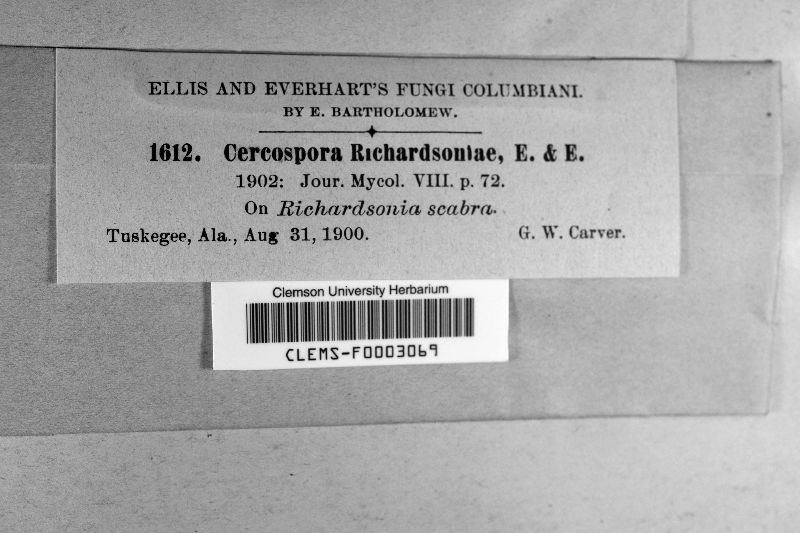 ELLIS AND EVERHART'S FUNGI COLUMBIANI.
BY E. BARTHOLOMEW.
1612. Cercospora Richardsoniae, E. & E.
1902: Jour. Mycol. VIII. p. 72.
On Richardsonia scabra.
Tuskegee, Ala., Aug 31, 1900. G. W. Carver.
Clemson University Herbarium
CLEMS-F0003069